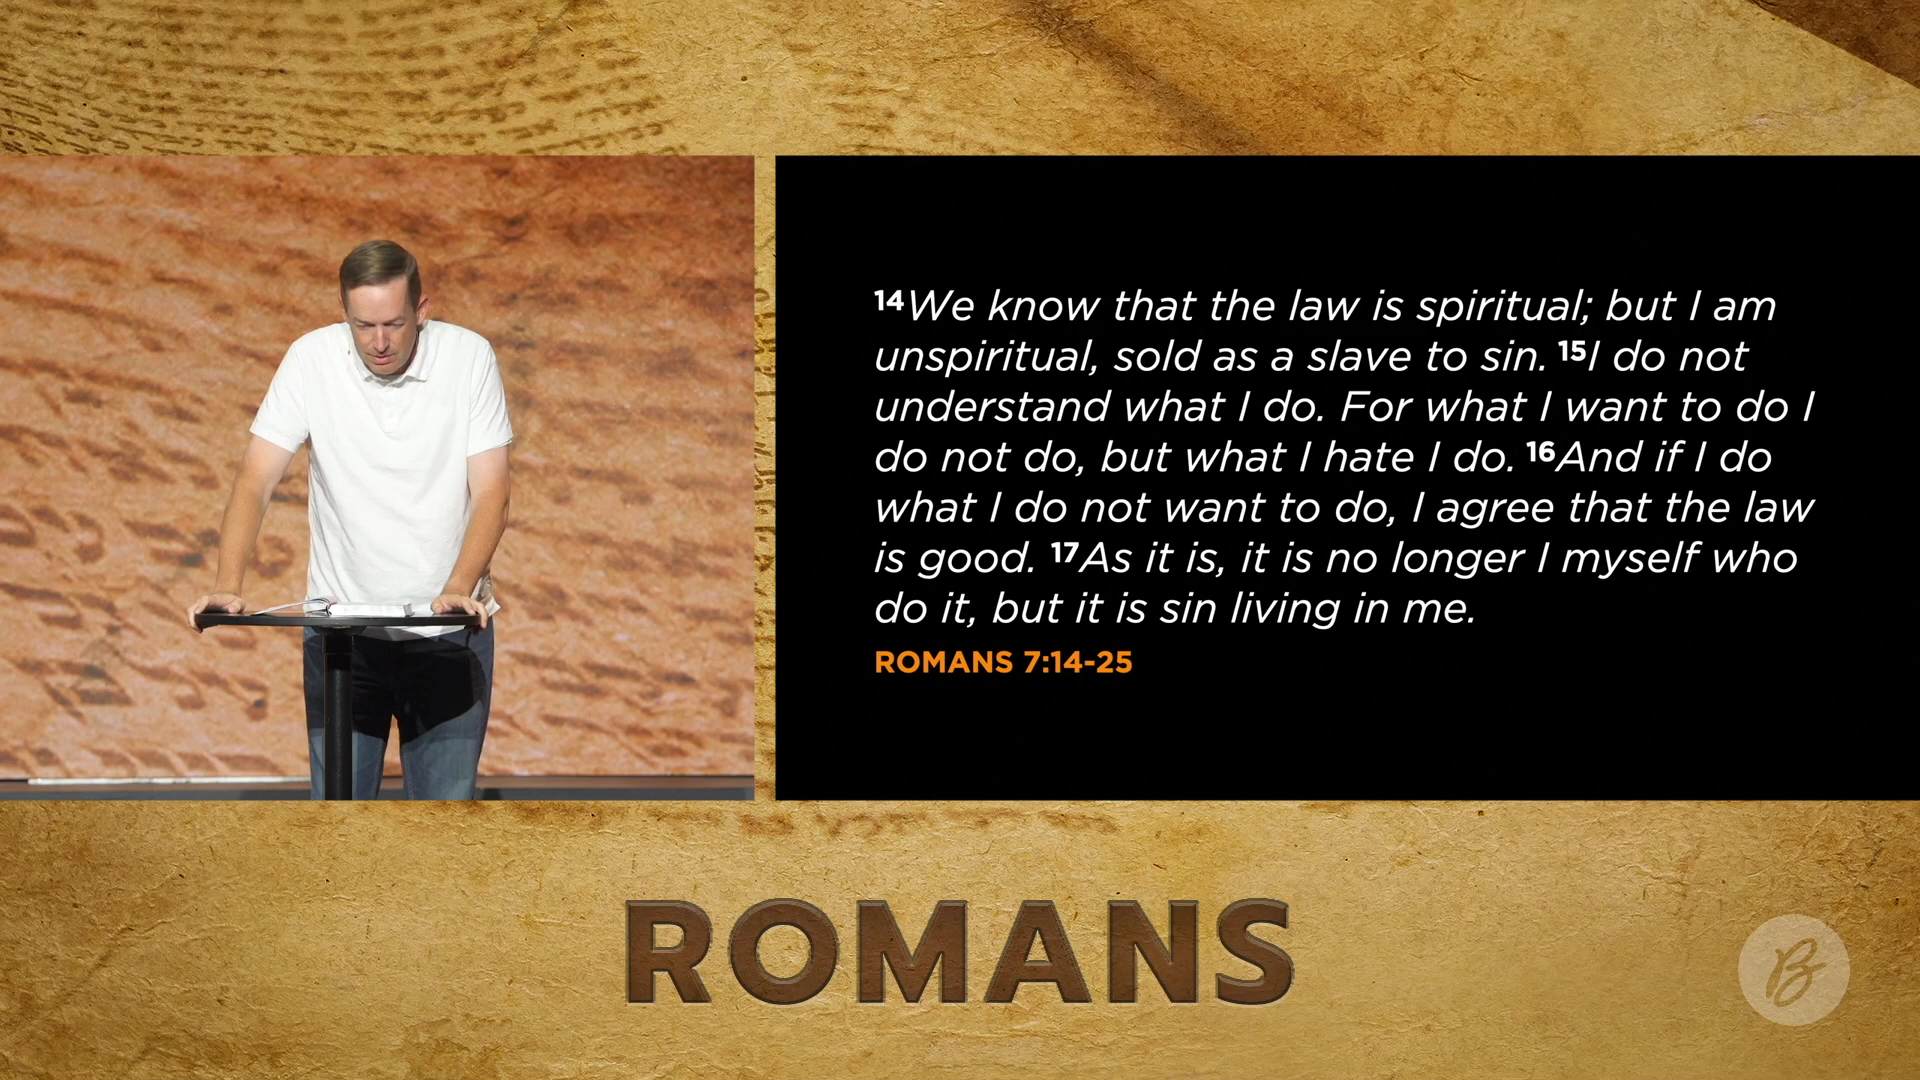 14We know that the law is spiritual; but I am
unspiritual, sold as a slave to sin. 15I do not
understand what I do. For what I want to do I
do not do, but what I hate I do. 16And if I do
what I do not want to do, I agree that the law
is good. 17As it is, it is no longer I myself who
do it, but it is sin living in me.
ROMANS 7:14-25
ROMANS
B